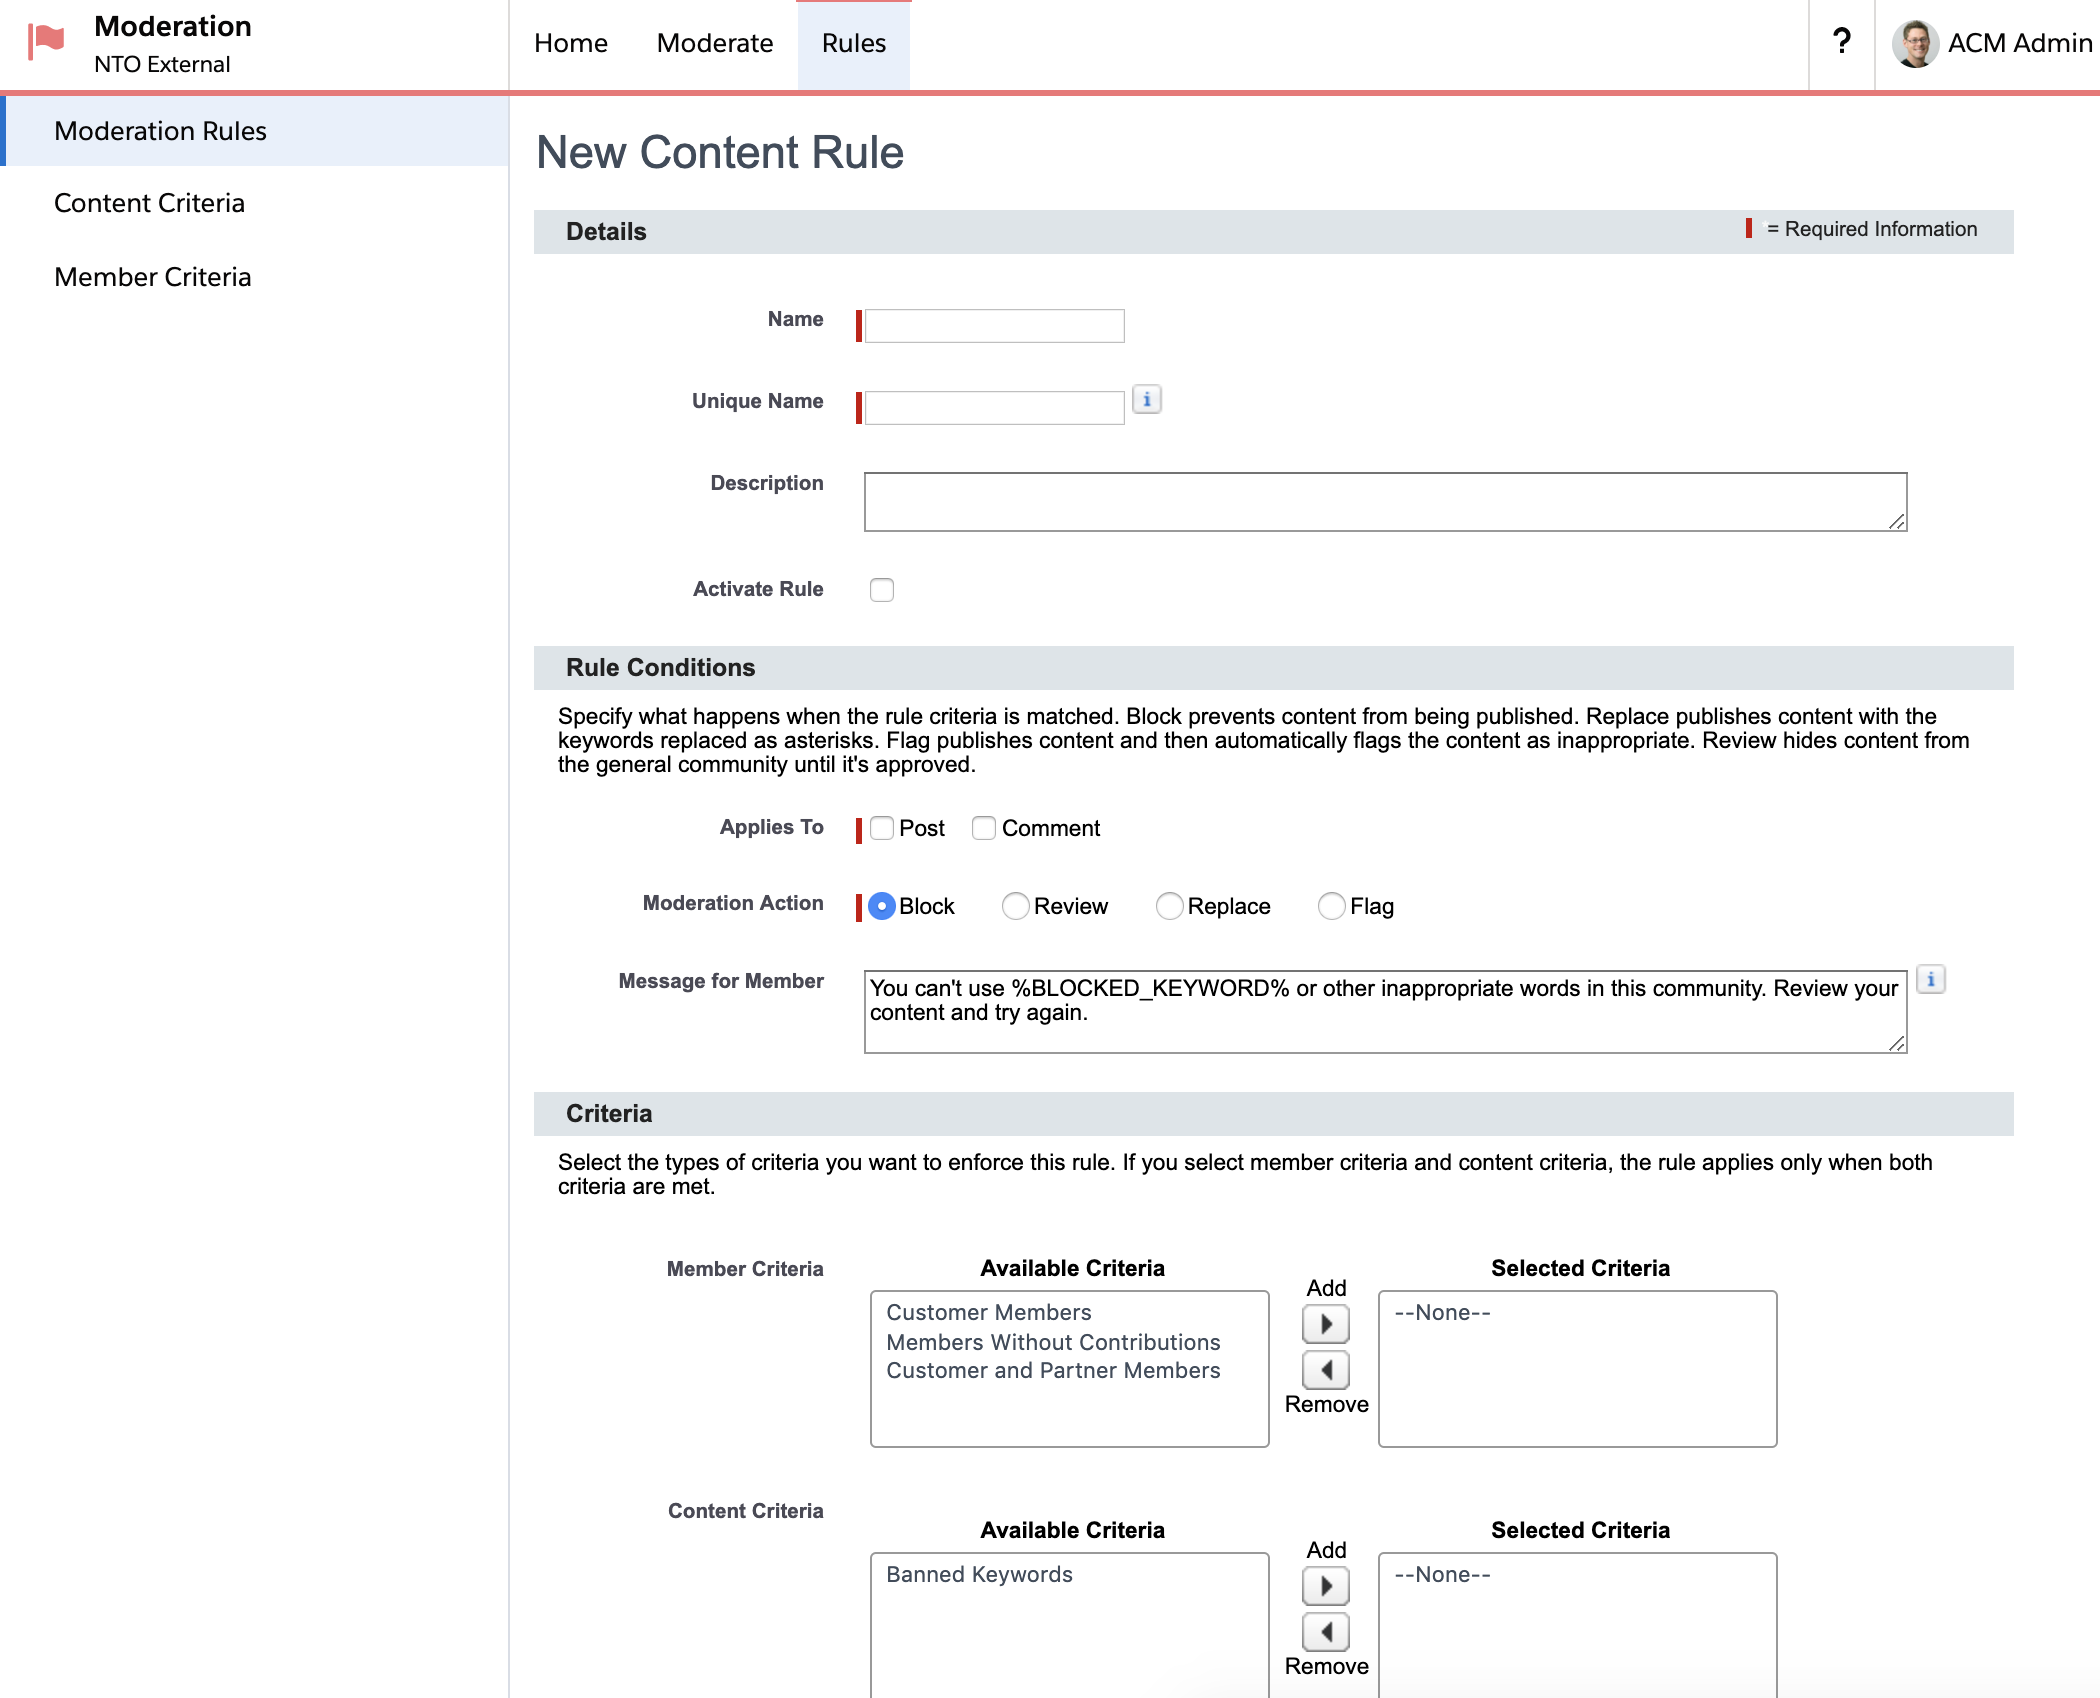 Moderation
NTO External
Home
Moderate
Rules
?
ACM Admin
Moderation Rules
Content Criteria
Member Criteria
New Content Rule
Details
= Required Information
Name
Unique Name
i
Description
Activate Rule
Rule Conditions
Specify what happens when the rule criteria is matched. Block prevents content from being published. Replace publishes content with the
keywords replaced as asterisks. Flag publishes content and then automatically flags the content as inappropriate. Review hides content from
the general community until it's approved.
Applies To
Post
Comment
Moderation Action
Block
Review
Replace
Flag
Message for Member
You can't use %BLOCKED_KEYWORD% or other inappropriate words in this community. Review your
content and try again.
i
Criteria
Select the types of criteria you want to enforce this rule. If you select member criteria and content criteria, the rule applies only when both
criteria are met.
Member Criteria
Available Criteria
Customer Members
Members Without Contributions
Customer and Partner Members
Add
Remove
Selected Criteria
--None--
Content Criteria
Available Criteria
Banned Keywords
Add
Remove
Selected Criteria
--None--